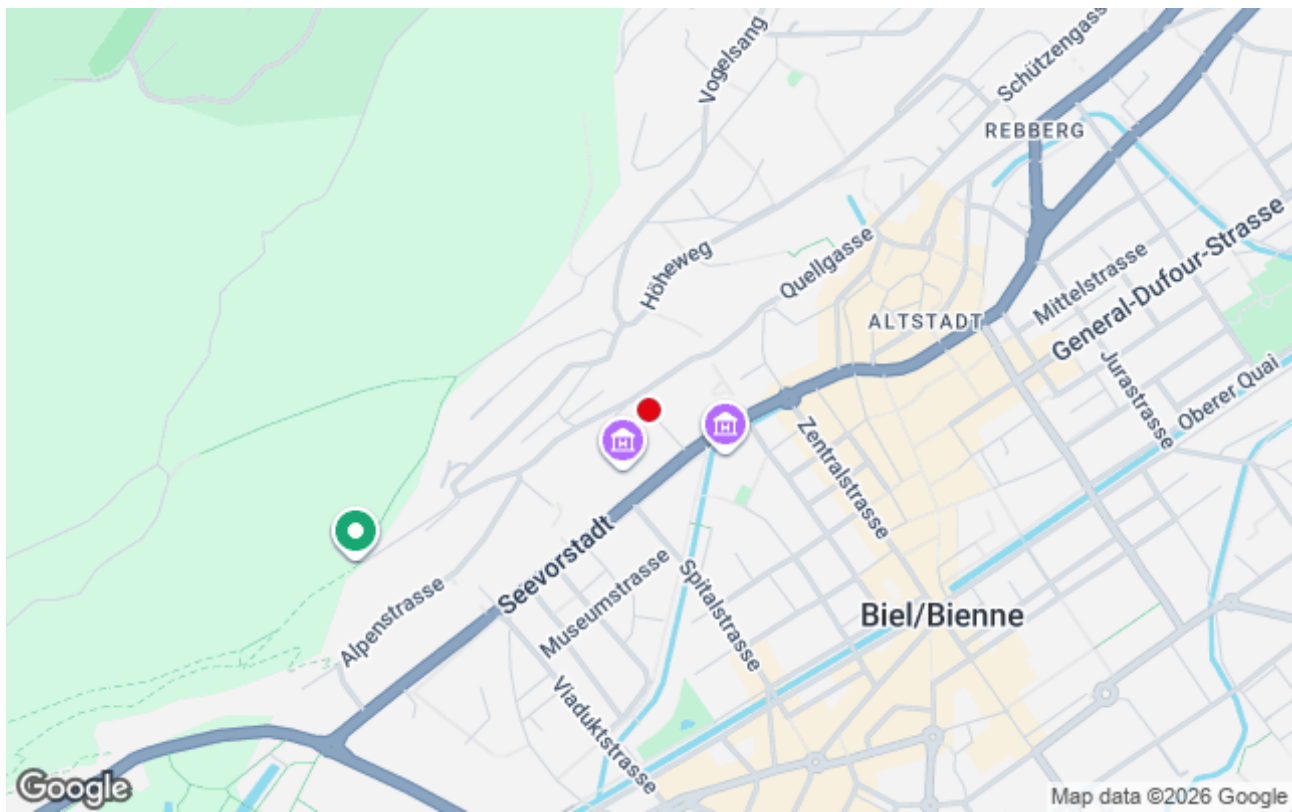 Vogelsang
Schützengass
REBBERG
Höheweg
Quellgasse
ALTSTADT
Mittelstrasse
General-Dufour-Strasse
Jurastrasse
Oberer Quai
Zentralstrasse
Seevorstadt
Museumstrasse
Spitalstrasse
Alpenstrasse
Biel/Bienne
Viaduktstrasse
Google
Map data ©2026 Google